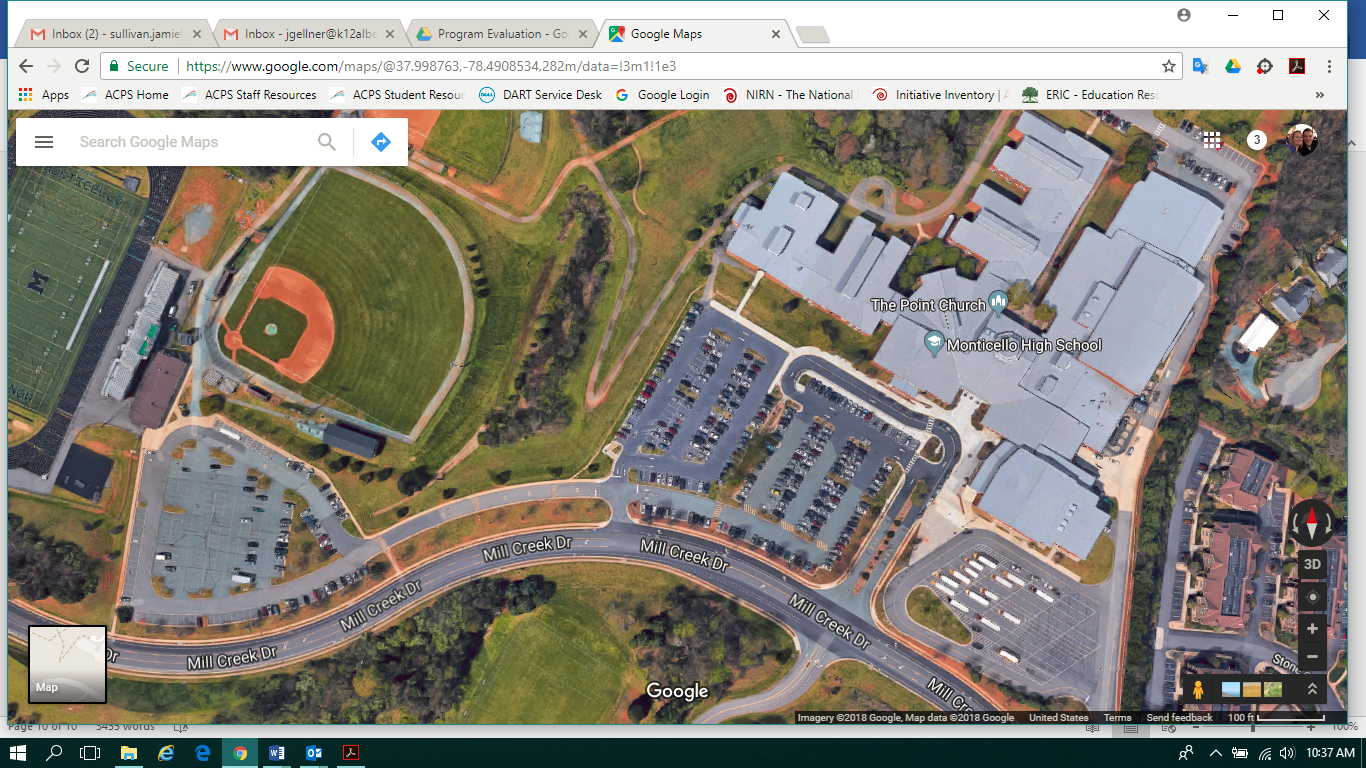 Inbox (2) - sullivan.jamie
Inbox - jgellner@k12albe
Program Evaluation - Go
Google Maps
Secure
https://www.google.com/maps/@37.998763,-78.4908534,282m/data=!3m1!1e3
Apps
ACPS Home
ACPS Staff Resources
ACPS Student Resour
DART Service Desk
Google Login
NIRN - The National
Initiative Inventory |
ERIC - Education Res
»
Search Google Maps
3
M
The Point Church
Monticello High School
Mill Creek Dr
Mill Creek Dr
Mill Creek Dr
Mill Creek Dr
Mill Creek Dr
Dr
Mill Cre
Ston
3D
Map
Google
Imagery ©2018 Google, Map data ©2018 Google
United States
Terms
Send feedback
100 ft
Page 10 of 10
3455 words
100%
10:37 AM